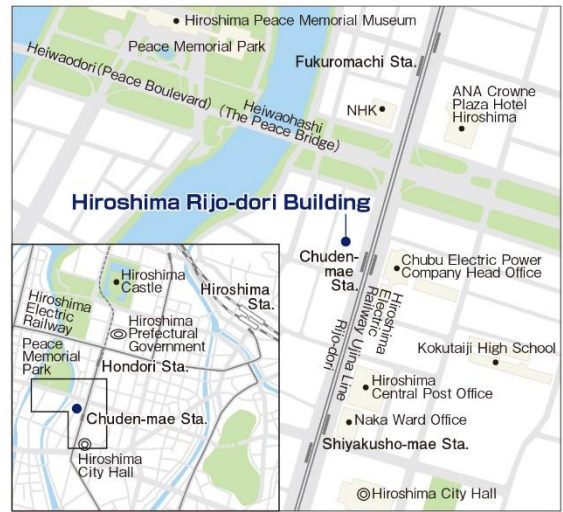 Hiroshima Peace Memorial Museum
Peace Memorial Park
Heiwaodori(Peace Boulevard)
Heiwaohashi
(The Peace Bridge)
Fukuromachi Sta.
NHK
ANA Crowne
Plaza Hotel
Hiroshima
Hiroshima Rijo-dori Building
Chuden-
mae
Sta.
Chubu Electric Power
Company Head Office
Hiroshima
Electric
Railway Ujina Line
Rijo-dori
Kokutaiji High School
Hiroshima
Central Post Office
Naka Ward Office
Shiyakusho-mae Sta.
Hiroshima City Hall
Hiroshima
Castle
Hiroshima
Sta.
Hiroshima
Electric
Railway
Hiroshima
Prefectural
Government
Peace
Memorial
Park
Hondori Sta.
Chuden-mae Sta.
Hiroshima
City Hall